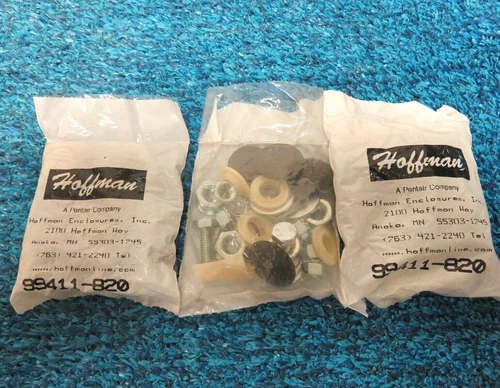 Hoffman
A Pentair Company
Hoffman Enclosures, Inc.
2100 Hoffman Way
Anoka, MN 55303-1745
(763) 421-2240 Tel
www.hoffmanonline.com
99411-820
Hoffman
A Pentair Company
Hoffman Enclosures, Inc.
2100 Hoffman Way
Anoka, MN 55303-1745
(763) 421-2240 Tel
www.hoffmanonline.com
99411-820